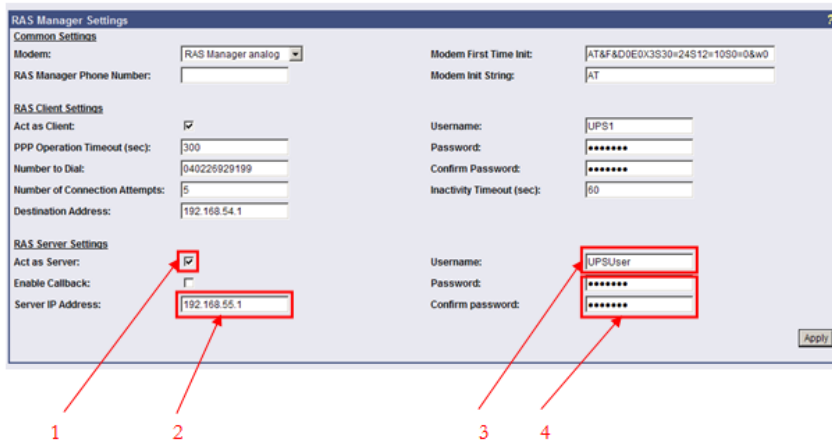 RAS Manager Settings ?
Common Settings
Modem: RAS Manager analog Modem First Time Init: AT&F&D0E0X3S30=24S12=10S0=0&w0
RAS Manager Phone Number: Modem Init String: AT
RAS Client Settings
Act as Client: Username: UPS1
PPP Operation Timeout (sec): 300 Password: •••••••
Number to Dial: 040226929199 Confirm Password: •••••••
Number of Connection Attempts: 5 Inactivity Timeout (sec): 60
Destination Address: 192.168.54.1
RAS Server Settings
Act as Server: Username: UPSUser
Enable Callback: Password: •••••••
Server IP Address: 192.168.55.1 Confirm password: •••••••
Apply
1 2 3 4